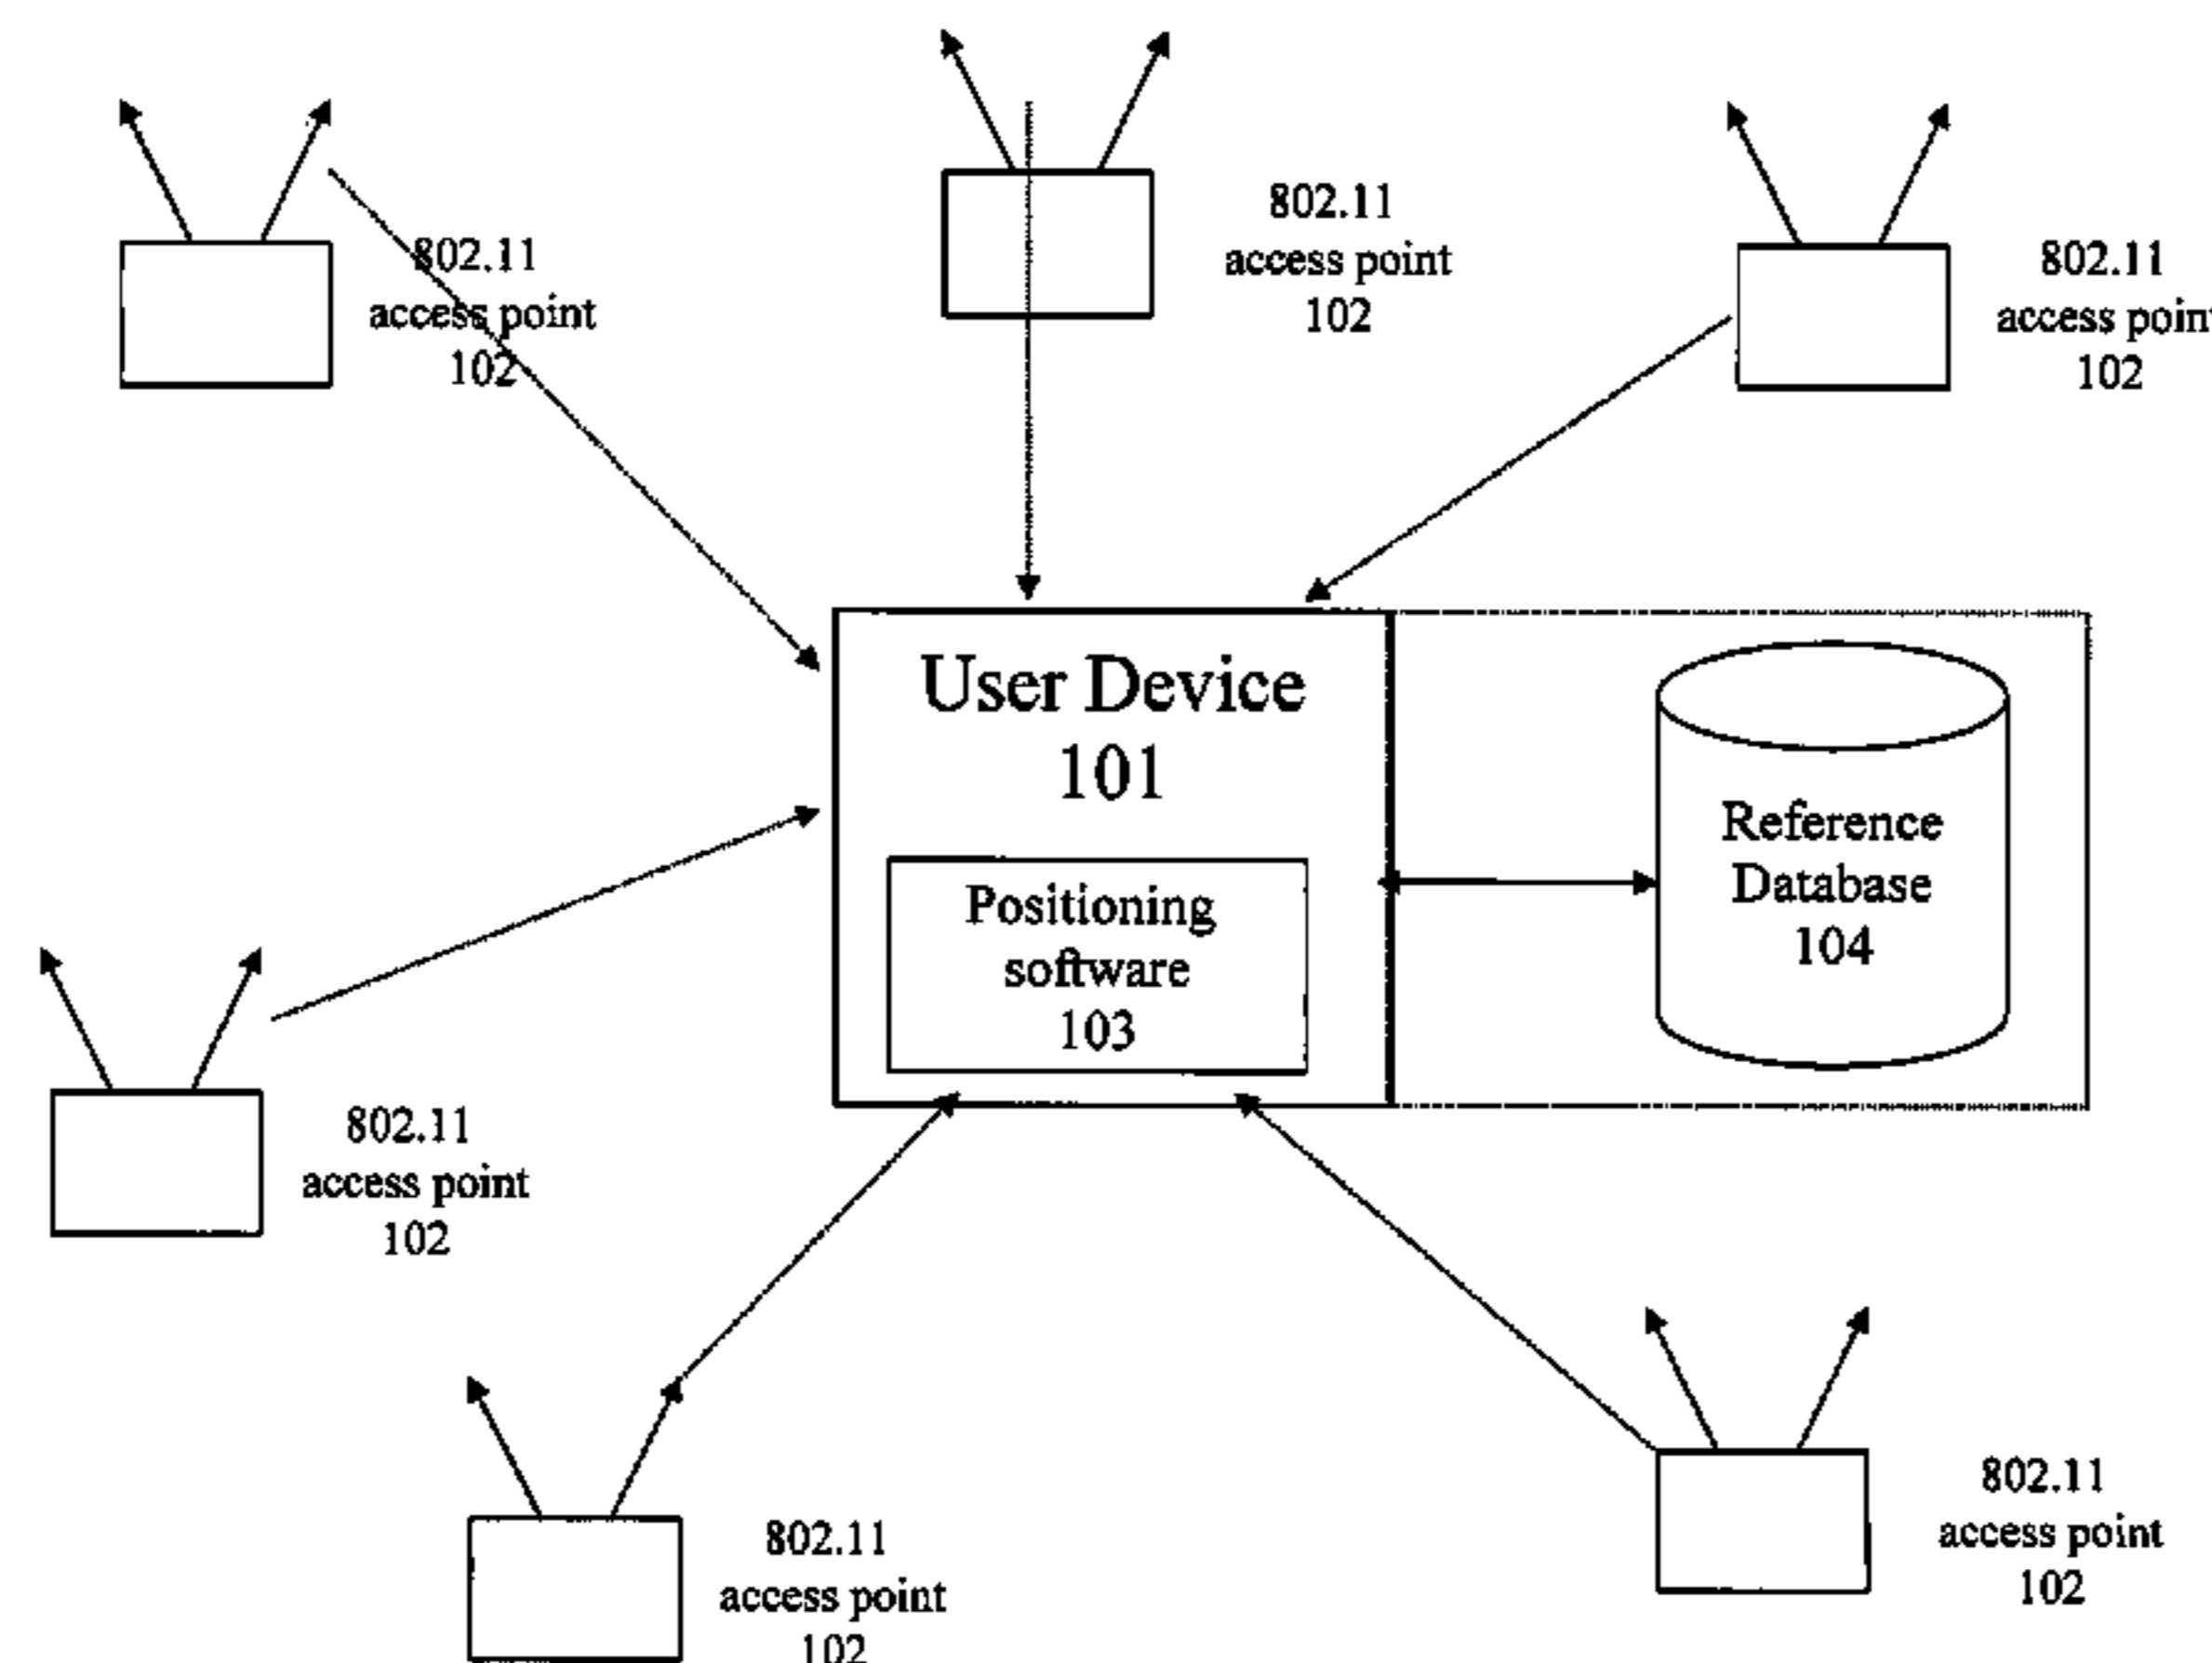 802.11
access point
102
802.11
access point
102
802.11
access point
102
User Device
101
Positioning
software
103
Reference
Database
104
802.11
access point
102
802.11
access point
102
802.11
access point
102